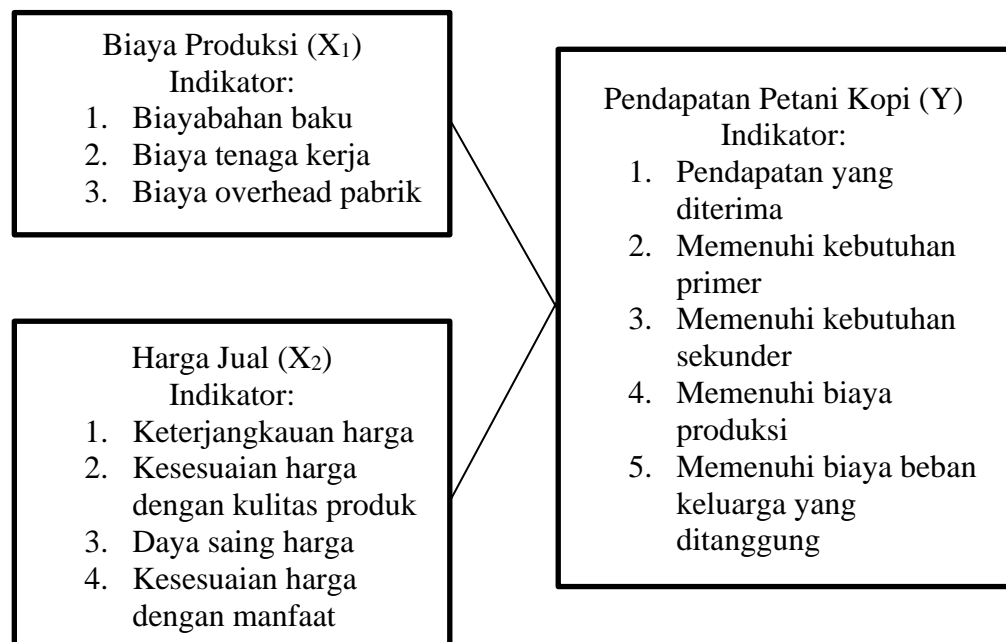 Biaya Produksi (X₁)
Indikator:
1. Biayabahan baku
2. Biaya tenaga kerja
3. Biaya overhead pabrik
Harga Jual (X₂)
Indikator:
1. Keterjangkauan harga
2. Kesesuaian harga
dengan kulitas produk
3. Daya saing harga
4. Kesesuaian harga
dengan manfaat
Pendapatan Petani Kopi (Y)
Indikator:
1. Pendapatan yang
diterima
2. Memenuhi kebutuhan
primer
3. Memenuhi kebutuhan
sekunder
4. Memenuhi biaya
produksi
5. Memenuhi biaya beban
keluarga yang
ditanggung